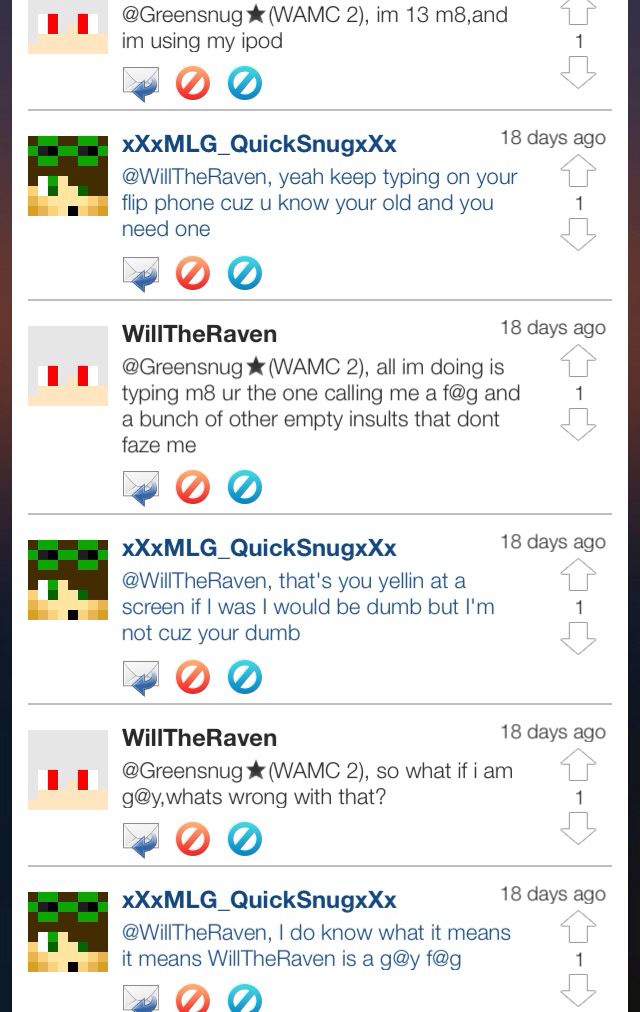 @Greensnug★(WAMC 2), im 13 m8,and
im using my ipod
1
xXxMLG_QuickSnugxXx
18 days ago
@WillTheRaven, yeah keep typing on your
flip phone cuz u know your old and you
need one
1
WillTheRaven
18 days ago
@Greensnug★(WAMC 2), all im doing is
typing m8 ur the one calling me a f@g and
a bunch of other empty insults that dont
faze me
1
xXxMLG_QuickSnugxXx
18 days ago
@WillTheRaven, that's you yellin at a
screen if I was I would be dumb but I'm
not cuz your dumb
1
WillTheRaven
18 days ago
@Greensnug★(WAMC 2), so what if i am
g@y,whats wrong with that?
1
xXxMLG_QuickSnugxXx
18 days ago
@WillTheRaven, I do know what it means
it means WillTheRaven is a g@y f@g
1